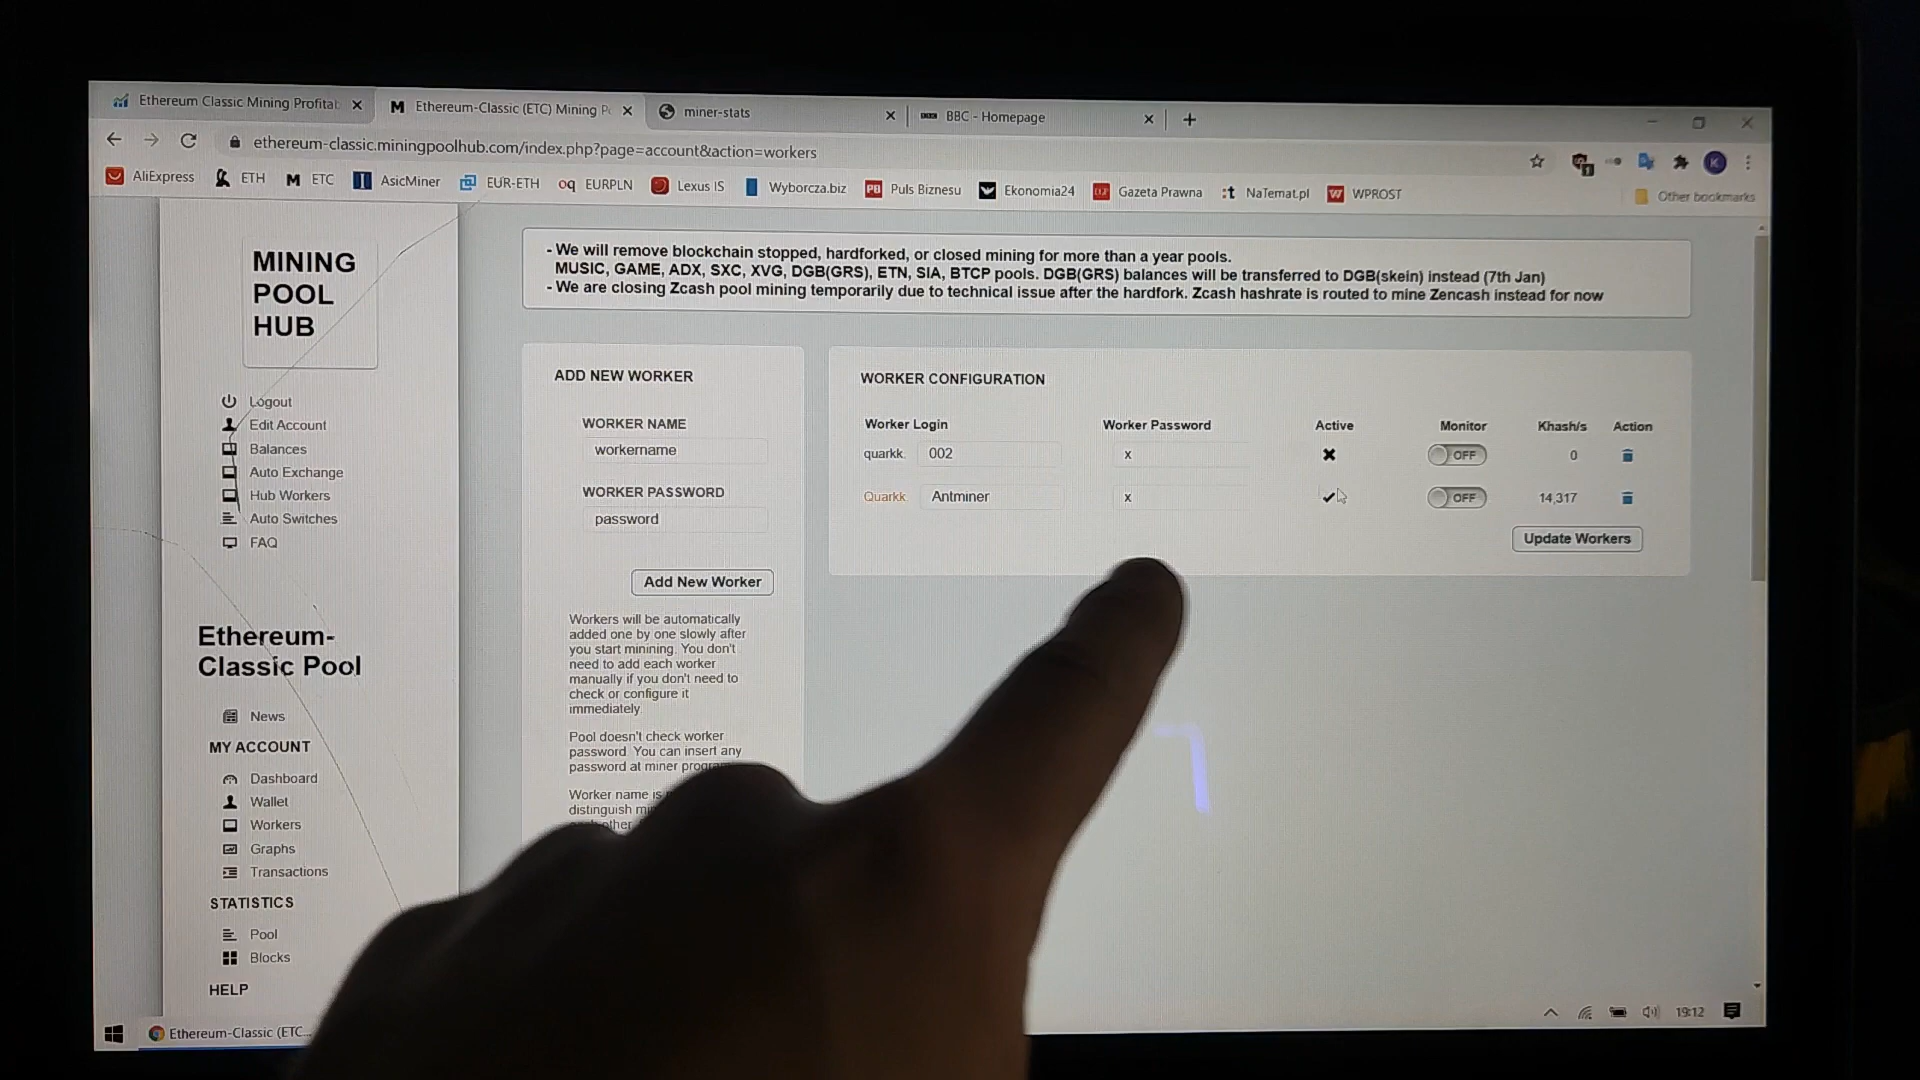 Ethereum Classic Mining Profitab
Ethereum-Classic (ETC) Mining Po
miner-stats
BBC - Homepage
ethereum-classic.miningpoolhub.com/index.php?page=account&action=workers
AliExpress
ETH
ETC
AsicMiner
EUR-ETH
oq EURPLN
Lexus IS
Wyborcza.biz
PB Puls Biznesu
Ekonomia24
Gazeta Prawna
:t NaTemat.pl
W WPROST
Other bookmarks
MINING
POOL
HUB
- We will remove blockchain stopped, hardforked, or closed mining for more than a year pools.
MUSIC, GAME, ADX, SXC, XVG, DGB(GRS), ETN, SIA, BTCP pools. DGB(GRS) balances will be transferred to DGB(skein) instead (7th Jan)
- We are closing Zcash pool mining temporarily due to technical issue after the hardfork. Zcash hashrate is routed to mine Zencash instead for now
Logout
Edit Account
Balances
Auto Exchange
Hub Workers
Auto Switches
FAQ
Ethereum-
Classic Pool
News
MY ACCOUNT
Dashboard
Wallet
Workers
Graphs
Transactions
STATISTICS
Pool
Blocks
HELP
ADD NEW WORKER
WORKER NAME
workername
WORKER PASSWORD
password
Add New Worker
Workers will be automatically
added one by one slowly after
you start minining. You don't
need to add each worker
manually if you don't need to
check or configure it
immediately.
Pool doesn't check worker
password. You can insert any
password at miner progra
Worker name is
distinguish mi
each other.
WORKER CONFIGURATION
Worker Login Worker Password Active Monitor Khash/s Action
quarkk. 002 x OFF 0
Quarkk. Antminer x OFF 14,317
Update Workers
Ethereum-Classic (ETC...
19:12